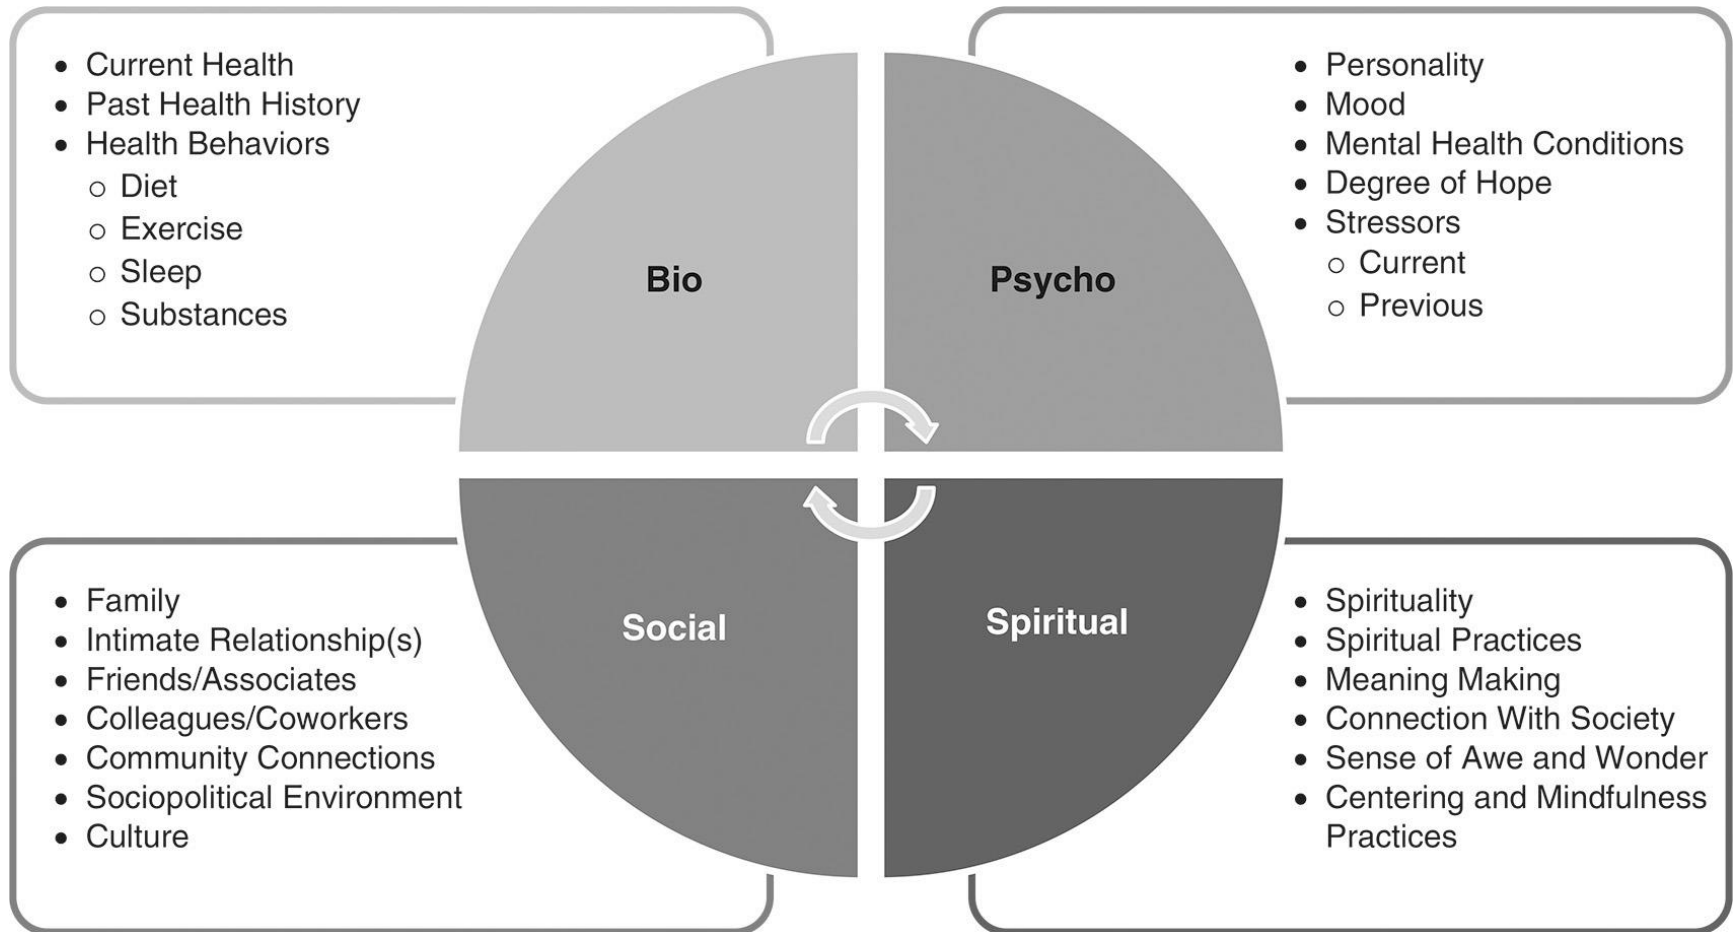 • Current Health
• Past Health History
• Health Behaviors
○ Diet
○ Exercise
○ Sleep
○ Substances
Bio
• Personality
• Mood
• Mental Health Conditions
• Degree of Hope
• Stressors
○ Current
○ Previous
Psycho
• Family
• Intimate Relationship(s)
• Friends/Associates
• Colleagues/Coworkers
• Community Connections
• Sociopolitical Environment
• Culture
Social
• Spirituality
• Spiritual Practices
• Meaning Making
• Connection With Society
• Sense of Awe and Wonder
• Centering and Mindfulness
Practices
Spiritual